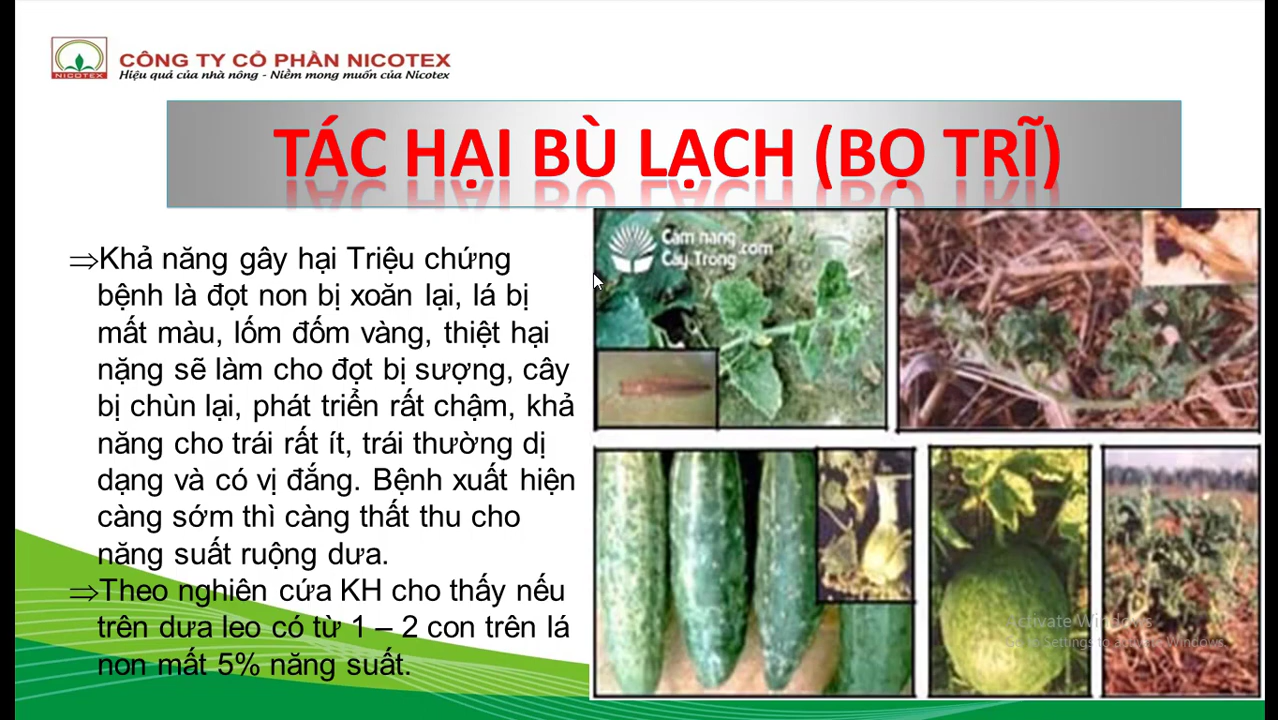 CÔNG TY CỔ PHẦN NICOTEX
Hiệu quả của nhà nông - Niềm mong muốn của Nicotex
NICOTEX
TÁC HẠI BÙ LẠCH (BỌ TRĨ)
⇒Khả năng gây hại Triệu chứng
bệnh là đọt non bị xoăn lại, lá bị
mất màu, lốm đốm vàng, thiệt hại
nặng sẽ làm cho đọt bị sượng, cây
bị chùn lại, phát triển rất chậm, khả
năng cho trái rất ít, trái thường dị
dạng và có vị đắng. Bệnh xuất hiện
càng sớm thì càng thất thu cho
năng suất ruộng dưa.
⇒Theo nghiên cứa KH cho thấy nếu
trên dưa leo có từ 1 – 2 con trên lá
non mất 5% năng suất.
Cẩm nang
Cây Trồng.com
Activate Windows
Go to Settings to activate Windows.